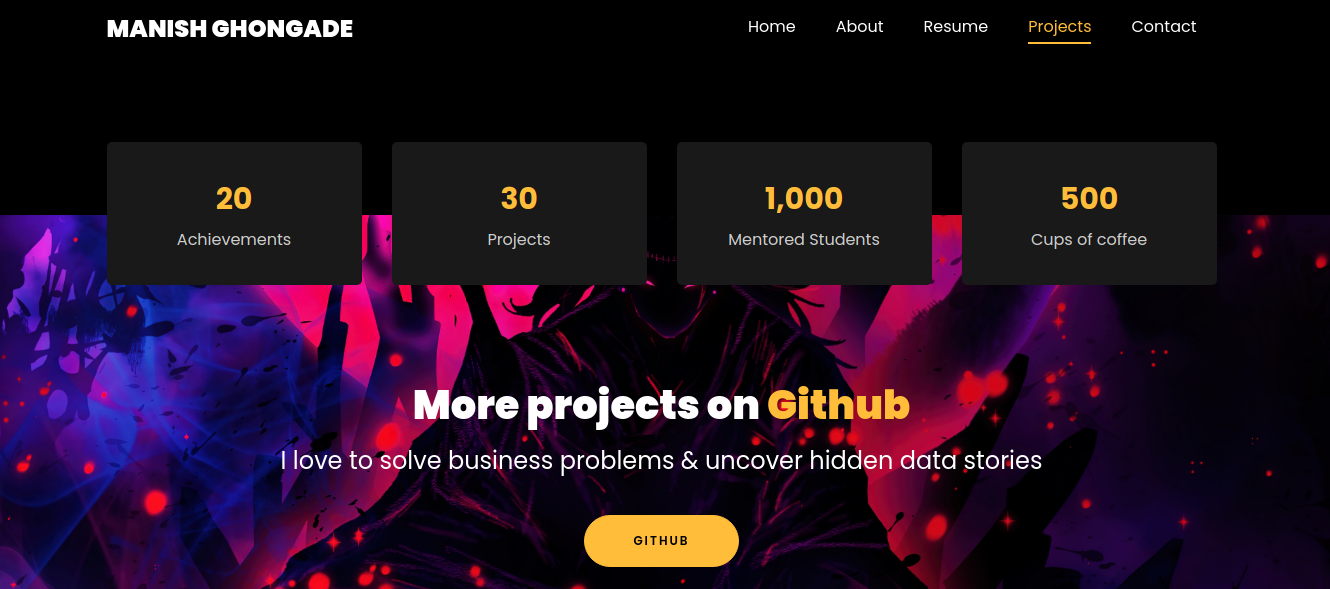 MANISH GHONGADE
Home About Resume Projects Contact
20
Achievements
30
Projects
1,000
Mentored Students
500
Cups of coffee
More projects on Github
I love to solve business problems & uncover hidden data stories
GITHUB